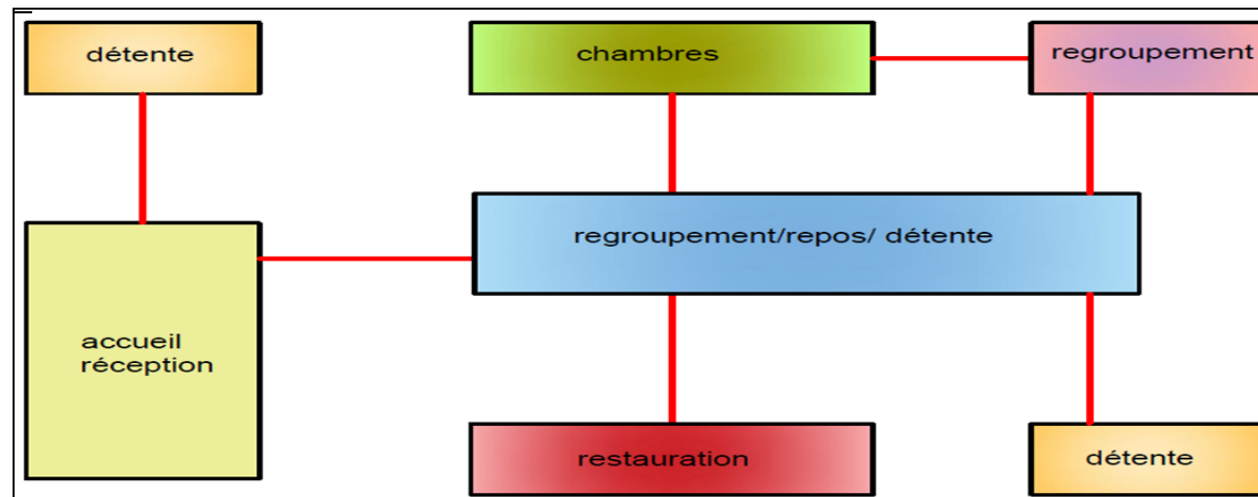 détente
chambres
regroupement
regroupement/repos/ détente
accueil
réception
restauration
détente